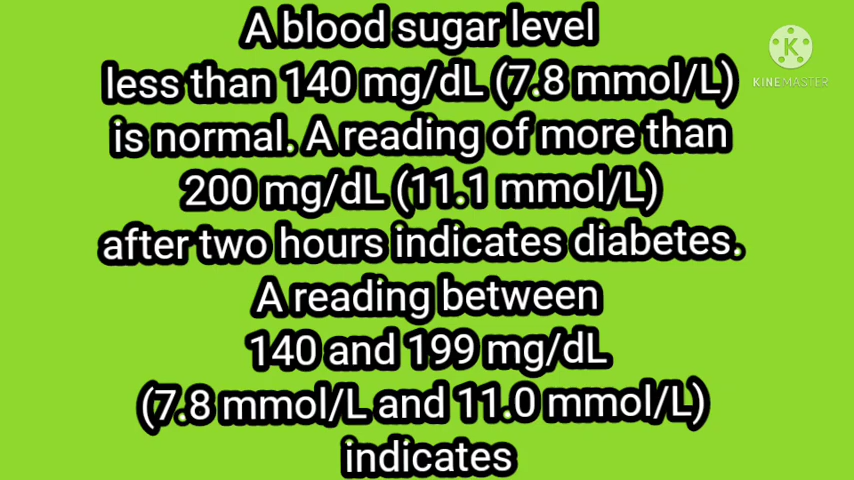 A blood sugar level
less than 140 mg/dL (7.8 mmol/L)
is normal. A reading of more than
200 mg/dL (11.1 mmol/L)
after two hours indicates diabetes.
A reading between
140 and 199 mg/dL
(7.8 mmol/L and 11.0 mmol/L)
indicates
K
KINEMASTER